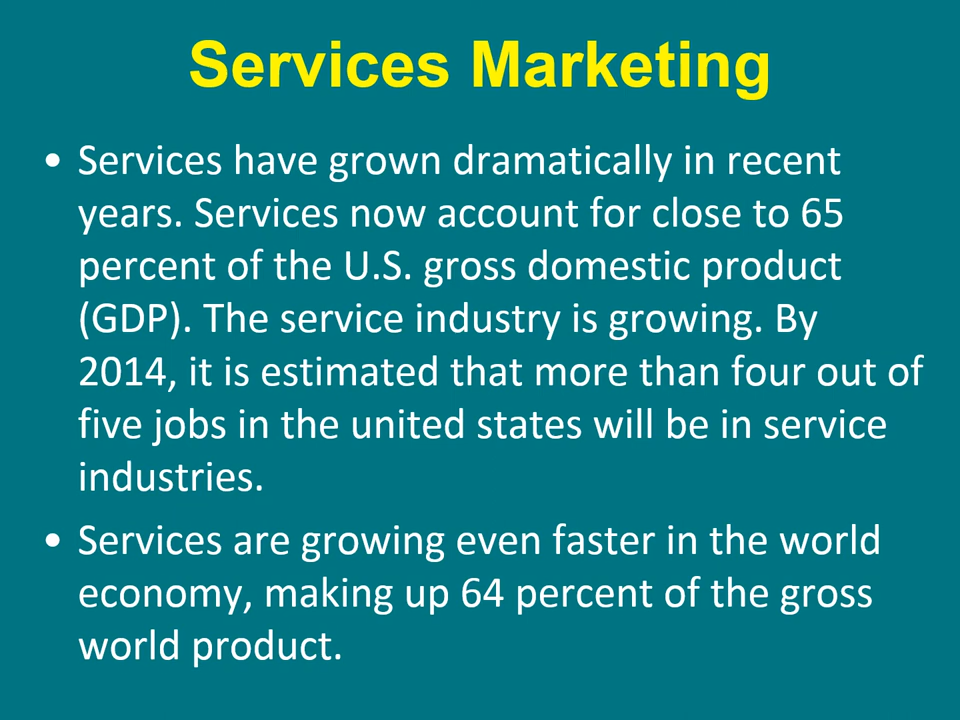 Services Marketing
• Services have grown dramatically in recent
years. Services now account for close to 65
percent of the U.S. gross domestic product
(GDP). The service industry is growing. By
2014, it is estimated that more than four out of
five jobs in the united states will be in service
industries.
• Services are growing even faster in the world
economy, making up 64 percent of the gross
world product.